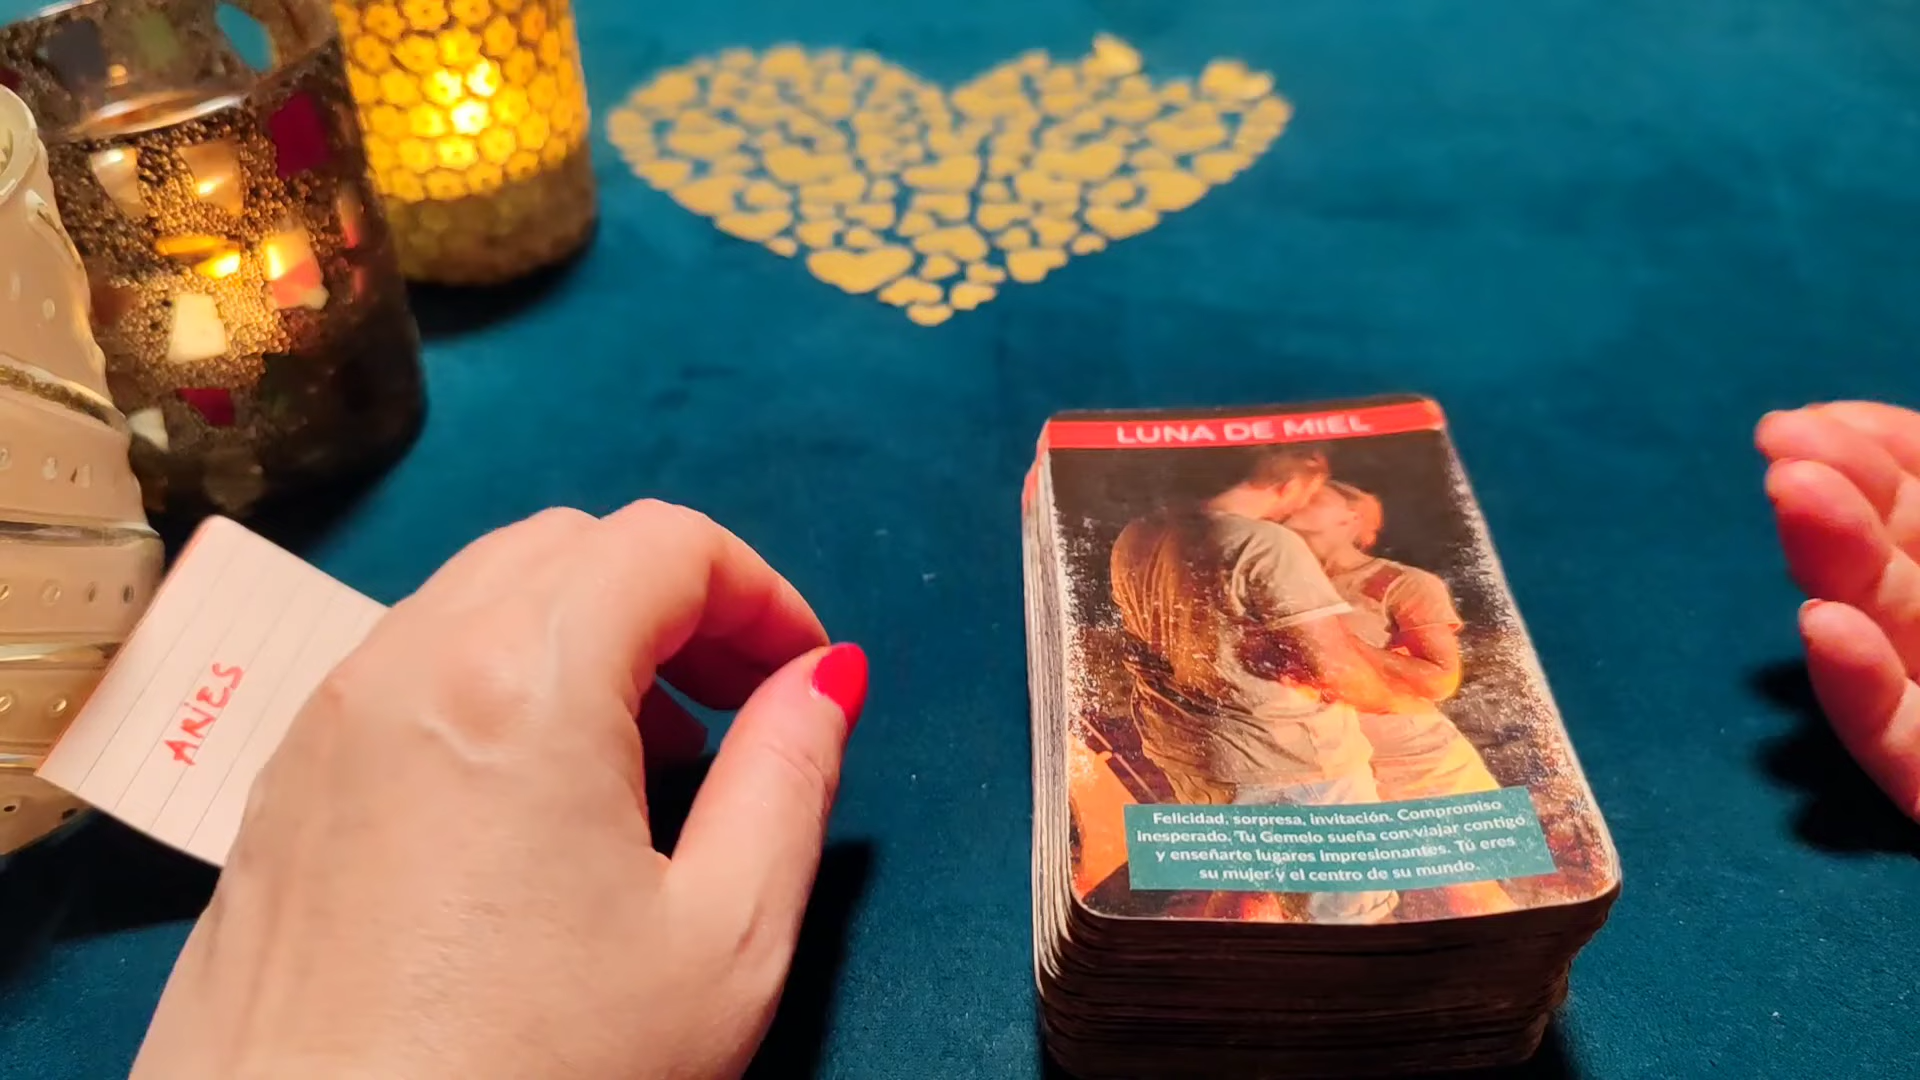 LUNA DE MIEL
ARIES
Felicidad, sorpresa, invitación. Compromiso
inesperado. Tu Gemelo sueña con viajar contigo
y enseñarte lugares impresionantes. Tú eres
su mujer y el centro de su mundo.